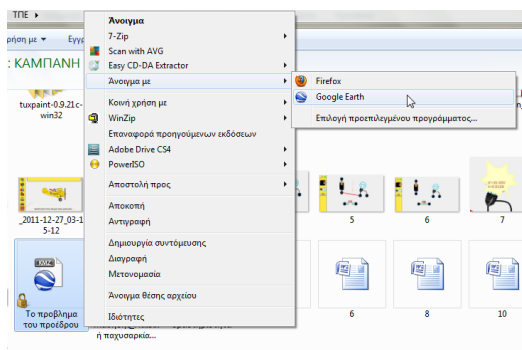 ΤΠΕ
ρήση με
Εγγρ
: ΚΑΜΠΑΝΗ
tuxpaint-0.9.21c-
win32
_2011-12-27_03-1
5-12
KMZ
Το προβλημα
του προέδρου
ή παχυσαρκία...
Άνοιγμα
7-Zip
Scan with AVG
Easy CD-DA Extractor
Άνοιγμα με
Κοινή χρήση με
WinZip
Επαναφορά προηγούμενων εκδόσεων
Adobe Drive CS4
PowerISO
Αποστολή προς
Αποκοπή
Αντιγραφή
Δημιουργία συντόμευσης
Διαγραφή
Μετονομασία
Άνοιγμα θέσης αρχείου
Ιδιότητες
Firefox
Google Earth
Επιλογή προεπιλεγμένου προγράμματος...
5
6
7
6
8
10